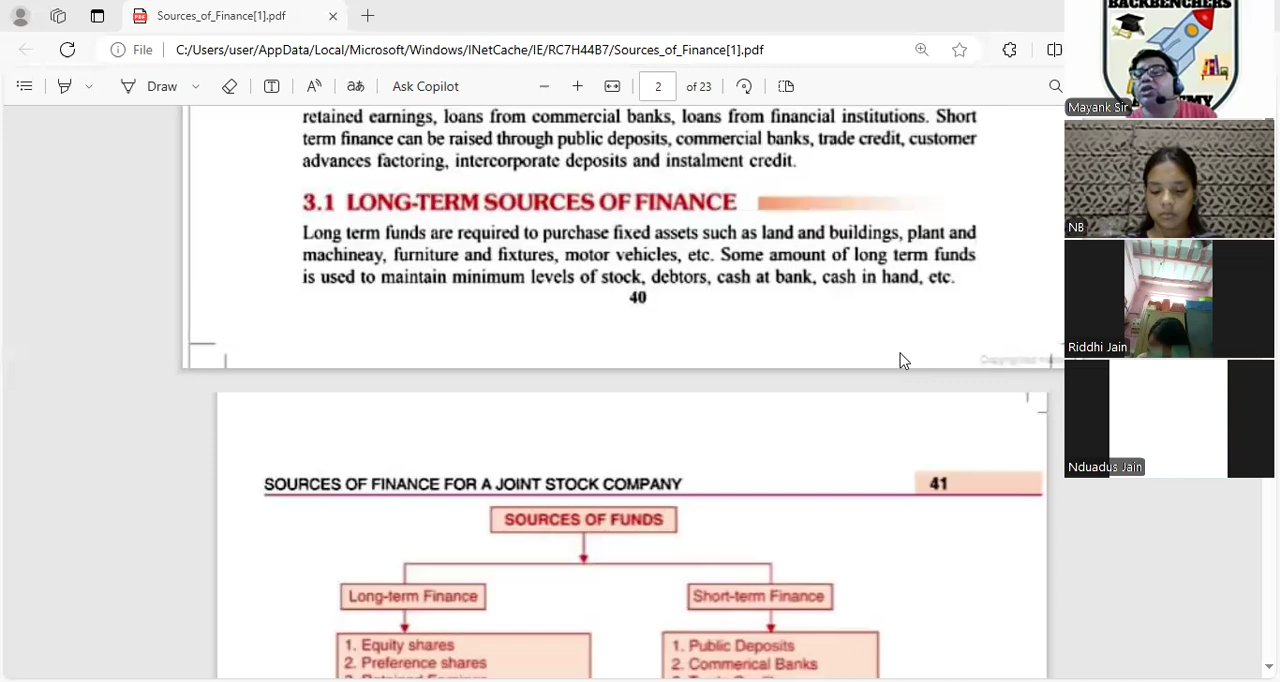 Sources_of_Finance[1].pdf
File
C:/Users/user/AppData/Local/Microsoft/Windows/INetCache/IE/RC7H44B7/Sources_of_Finance[1].pdf
Draw
Ask Copilot
2
of 23
retained earnings, loans from commercial banks, loans from financial institutions. Short
term finance can be raised through public deposits, commercial banks, trade credit, customer
advances factoring, intercorporate deposits and instalment credit.
3.1 LONG-TERM SOURCES OF FINANCE
Long term funds are required to purchase fixed assets such as land and buildings, plant and
machineay, furniture and fixtures, motor vehicles, etc. Some amount of long term funds
is used to maintain minimum levels of stock, debtors, cash at bank, cash in hand, etc.
40
SOURCES OF FINANCE FOR A JOINT STOCK COMPANY
41
SOURCES OF FUNDS
Long-term Finance
Short-term Finance
1. Equity shares
2. Preference shares
1. Public Deposits
2. Commerical Banks
BACKBENCHERS
Mayank Sir
NB
Riddhi Jain
Nduadus Jain